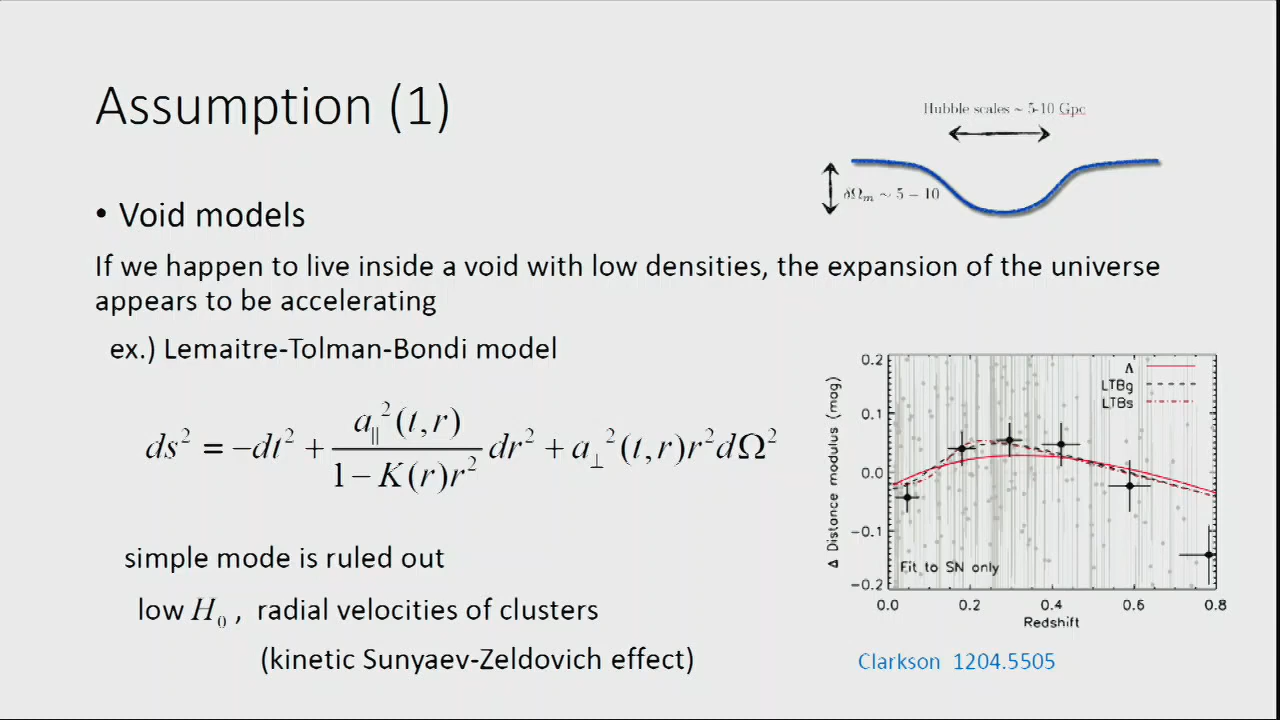 Assumption (1)
Hubble scales ~ 5-10 Gpc
δΩₘ ~ 5 − 10
• Void models
If we happen to live inside a void with low densities, the expansion of the universe
appears to be accelerating
ex.) Lemaitre-Tolman-Bondi model
ds² = −dt² + a∥²(t,r) / (1 − K(r)r²) dr² + a⊥²(t,r)r²dΩ²
simple mode is ruled out
low H₀ , radial velocities of clusters
(kinetic Sunyaev-Zeldovich effect)
Δ Distance modulus (mag)
0.2
0.1
0.0
−0.1
−0.2
Λ
LTBg
LTBs
Fit to SN only
0.0 0.2 0.4 0.6 0.8
Redshift
Clarkson 1204.5505